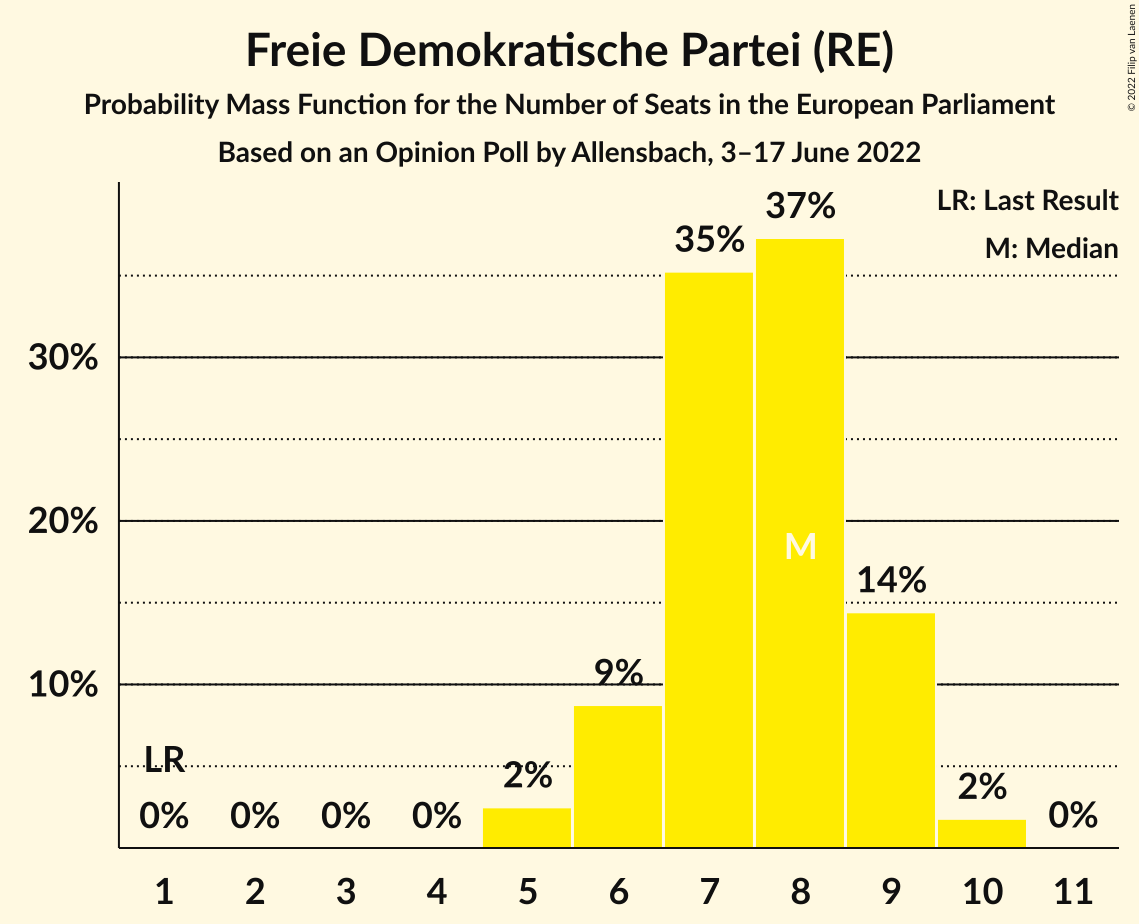 Freie Demokratische Partei (RE)
Probability Mass Function for the Number of Seats in the European Parliament
Based on an Opinion Poll by Allensbach, 3–17 June 2022
© 2022 Filip van Laenen
LR: Last Result
M: Median
37%
35%
30%
20%
M
14%
10%
9%
LR
2%
2%
0%
0%
0%
0%
0%
1 2 3 4 5 6 7 8 9 10 11